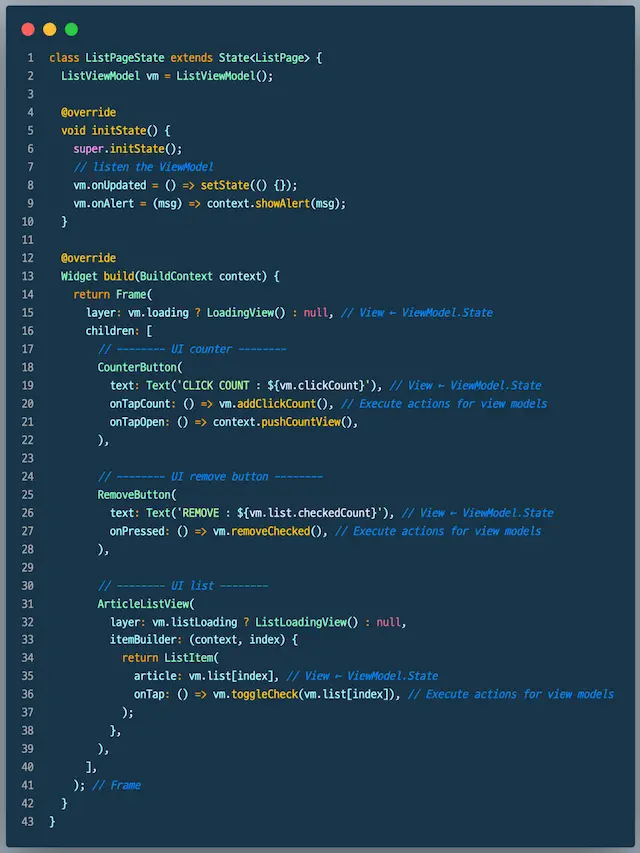 1 class ListPageState extends State<ListPage> {
2   ListViewModel vm = ListViewModel();
3
4   @override
5   void initState() {
6     super.initState();
7     // listen the ViewModel
8     vm.onUpdated = () => setState(() {});
9     vm.onAlert = (msg) => context.showAlert(msg);
10   }
11
12   @override
13   Widget build(BuildContext context) {
14     return Frame(
15       layer: vm.loading ? LoadingView() : null, // View ← ViewModel.State
16       children: [
17         // -------- UI counter --------
18         CounterButton(
19           text: Text('CLICK COUNT : ${vm.clickCount}'), // View ← ViewModel.State
20           onTapCount: () => vm.addClickCount(), // Execute actions for view models
21           onTapOpen: () => context.pushCountView(),
22         ),
23
24         // -------- UI remove button --------
25         RemoveButton(
26           text: Text('REMOVE : ${vm.list.checkedCount}'), // View ← ViewModel.State
27           onPressed: () => vm.removeChecked(), // Execute actions for view models
28         ),
29
30         // -------- UI list --------
31         ArticleListView(
32           layer: vm.listLoading ? ListLoadingView() : null,
33           itemBuilder: (context, index) {
34             return ListItem(
35               article: vm.list[index], // View ← ViewModel.State
36               onTap: () => vm.toggleCheck(vm.list[index]), // Execute actions for view models
37             );
38           },
39         ),
40       ],
41     ); // Frame
42   }
43 }